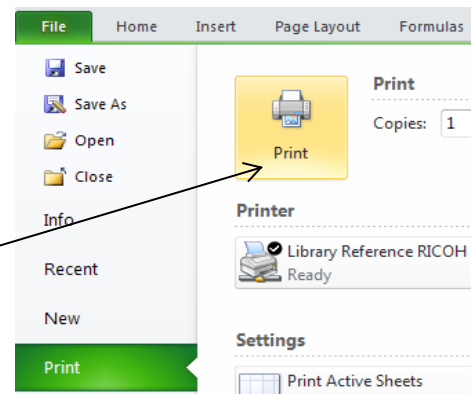 File Home Insert Page Layout Formulas
Save
Save As
Open
Close
Info
Recent
New
Print
Print
Print
Copies: 1
Printer
Library Reference RICOH
Ready
Settings
Print Active Sheets